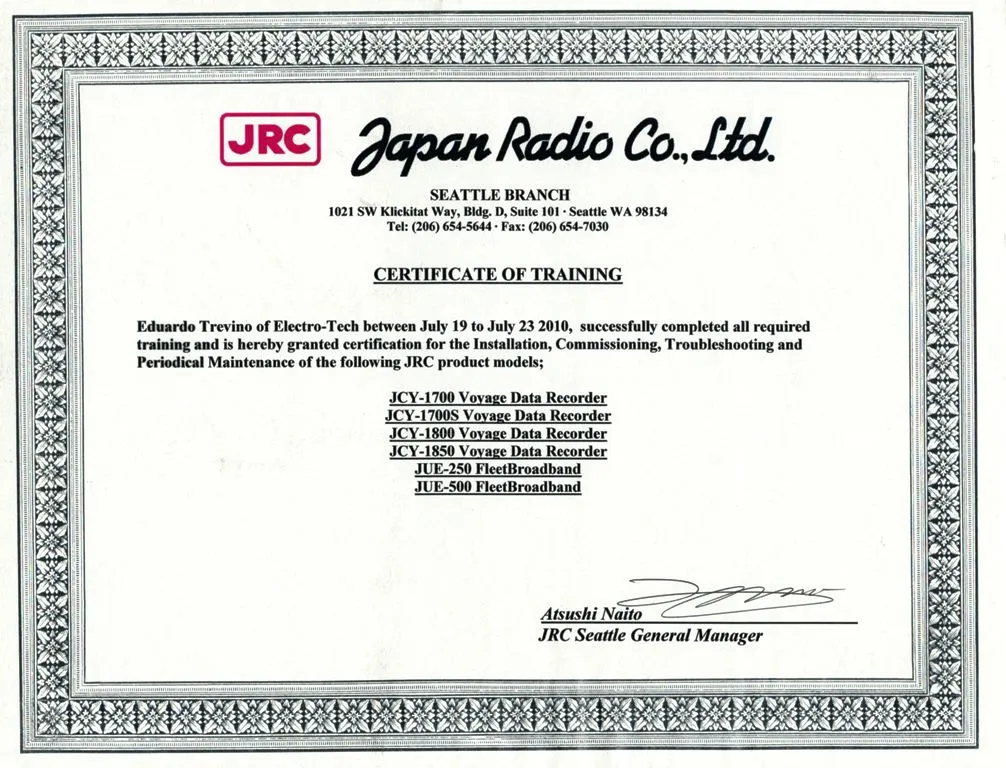 JRC Japan Radio Co., Ltd.
SEATTLE BRANCH
1021 SW Klickitat Way, Bldg. D, Suite 101 · Seattle WA 98134
Tel: (206) 654-5644 · Fax: (206) 654-7030
CERTIFICATE OF TRAINING
Eduardo Trevino of Electro-Tech between July 19 to July 23 2010, successfully completed all required
training and is hereby granted certification for the Installation, Commissioning, Troubleshooting and
Periodical Maintenance of the following JRC product models;
JCY-1700 Voyage Data Recorder
JCY-1700S Voyage Data Recorder
JCY-1800 Voyage Data Recorder
JCY-1850 Voyage Data Recorder
JUE-250 FleetBroadband
JUE-500 FleetBroadband
Atsushi Naito
JRC Seattle General Manager